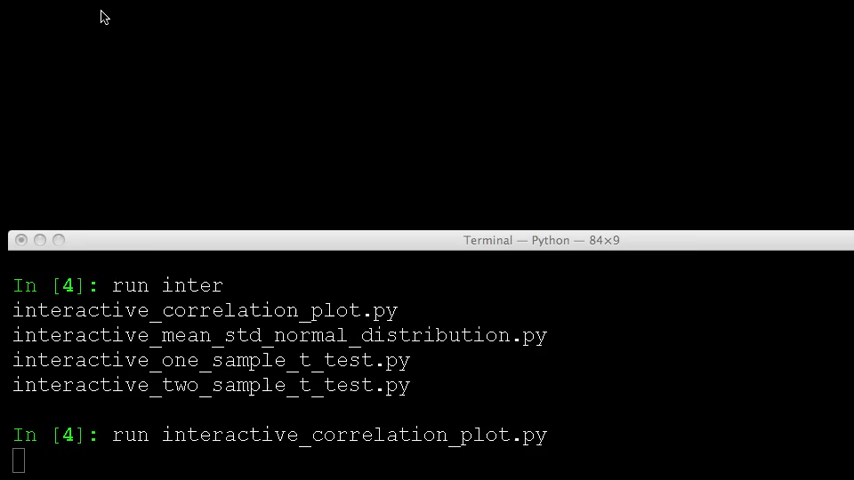 Terminal — Python — 84×9
In [4]: run inter
interactive_correlation_plot.py
interactive_mean_std_normal_distribution.py
interactive_one_sample_t_test.py
interactive_two_sample_t_test.py
In [4]: run interactive_correlation_plot.py